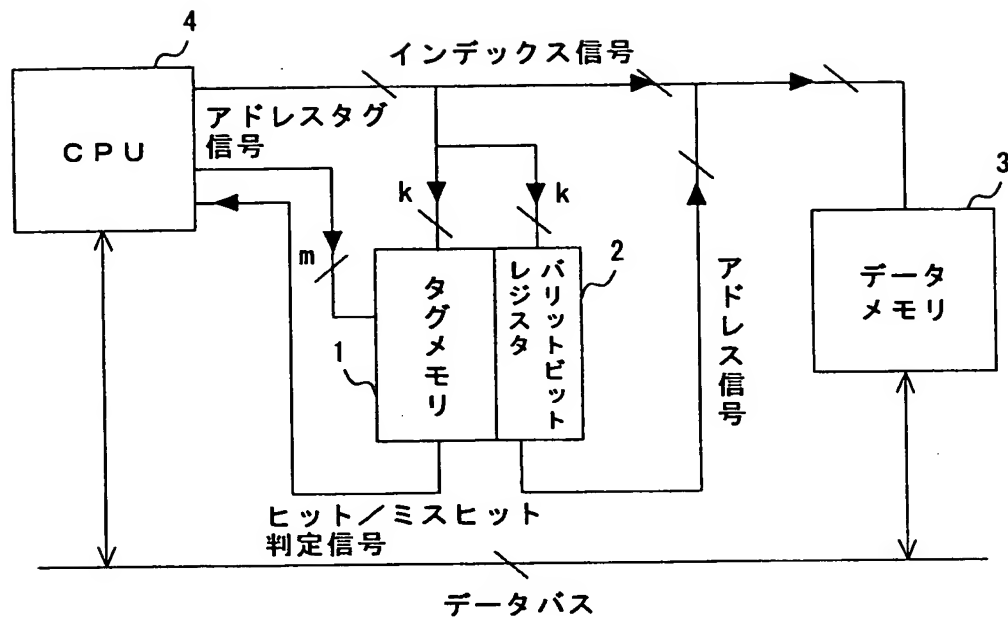 4
インデックス信号
アドレスタグ
信号
CPU
k
k
3
m
2
タグメモリ
バリットビット
レジスタ
アドレス信号
データ
メモリ
1
ヒット/ミスヒット
判定信号
データバス